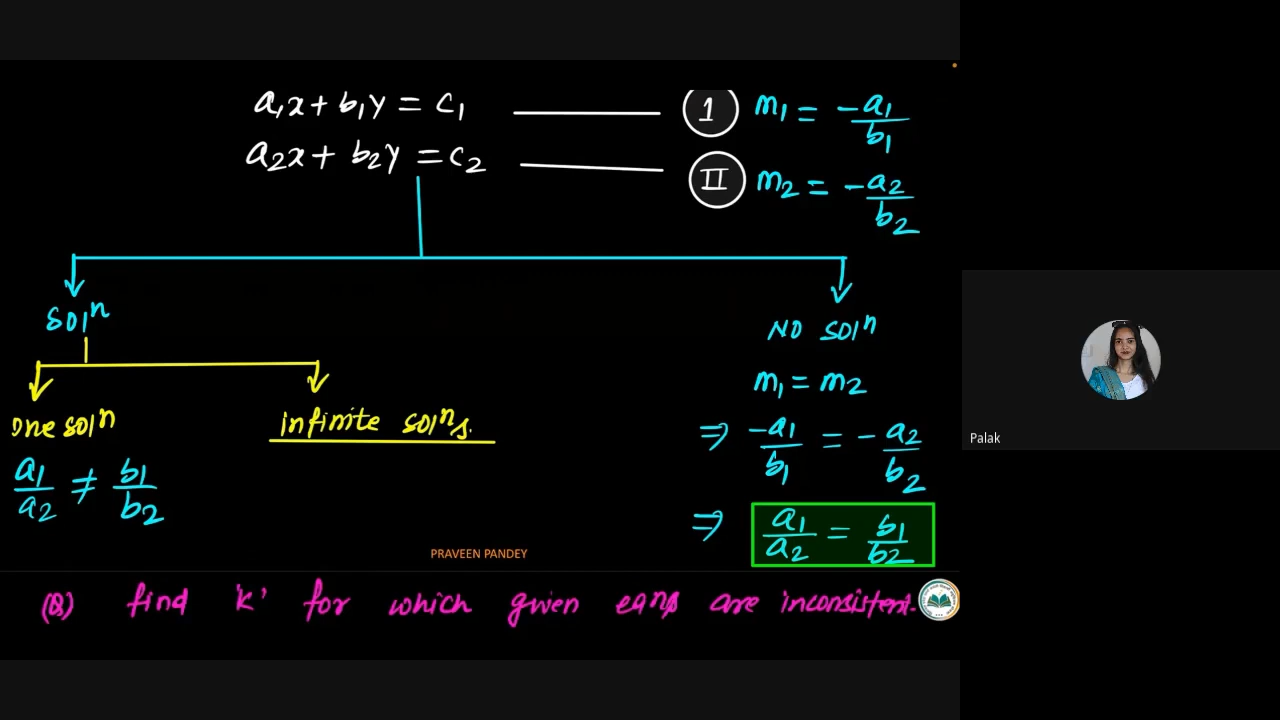 a₁x + b₁y = c₁ ——— I m₁ = -a₁/b₁
a₂x + b₂y = c₂ ——— II m₂ = -a₂/b₂
Solⁿ
No solⁿ
m₁ = m₂
one solⁿ
infinite solⁿs.
⇒ -a₁/b₁ = -a₂/b₂
a₁/a₂ ≠ b₁/b₂
⇒ a₁/a₂ = b₁/b₂
PRAVEEN PANDEY
(Q) find 'k' for which given eqns are inconsistent.
Palak